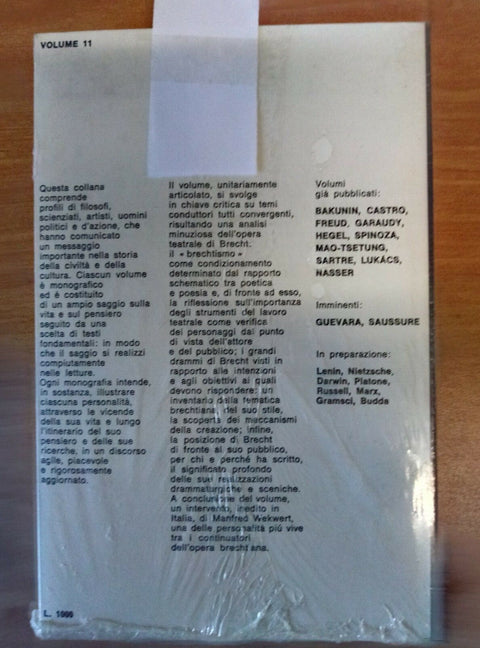 VOLUME 11
Questa collana
comprende
profili di filosofi,
scienziati, artisti, uomini
politici e d'azione, che
hanno comunicato
un messaggio
importante nella storia
della civiltà e della
cultura. Ciascun volume
è monografico
ed è costituito
di un ampio saggio sulla
vita e sul pensiero
seguito da una
scelta di testi
fondamentali: in modo
che il saggio si realizzi
compiutamente
nelle letture.
Ogni monografia intende,
in sostanza, illustrare
ciascuna personalità,
attraverso le vicende
della sua vita e lungo
l'itinerario del suo
pensiero e delle sue
ricerche, in un discorso
agile, piacevole
e rigorosamente
aggiornato.
Il volume, unitariamente
articolato, si svolge
in chiave critica su temi
conduttori tutti convergenti,
risultando una analisi
minuziosa dell'opera
teatrale di Brecht:
il « brechtismo »
come condizionamento
determinato dal rapporto
schematico tra poetica
e poesia e, di fronte ad esso,
la riflessione sull'importanza
degli strumenti del lavoro
teatrale come verifica
dei personaggi dal punto
di vista dell'attore
e del pubblico; i grandi
drammi di Brecht visti in
rapporto alle intenzioni
e agli obiettivi ai quali
devono rispondere: un
inventario della tematica
brechtiana, del suo stile,
la scoperta dei meccanismi
della creazione; infine,
la posizione di Brecht
di fronte al suo pubblico,
per chi e perché ha scritto,
il significato profondo
delle sue realizzazioni
drammaturgiche e sceniche.
A conclusione del volume,
un intervento, inedito in
Italia, di Manfred Wekwert,
una delle personalità più vive
tra i continuatori
dell'opera brechtiana.
Volumi
già pubblicati:
BAKUNIN, CASTRO,
FREUD, GARAUDY,
HEGEL, SPINOZA,
MAO-TSETUNG,
SARTRE, LUKÁCS,
NASSER
Imminenti:
GUEVARA, SAUSSURE
In preparazione:
Lenin, Nietzsche,
Darwin, Platone,
Russell, Marx,
Gramsci, Budda
L. 1000